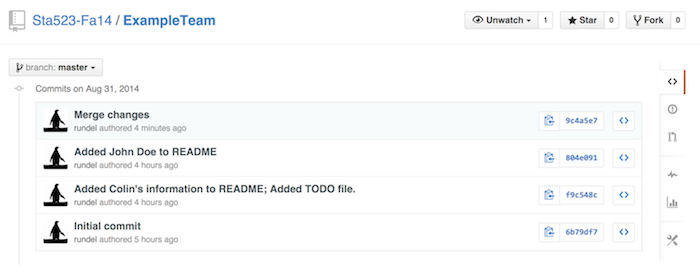 Sta523-Fa14 / ExampleTeam
Unwatch 1 Star 0 Fork 0
branch: master
Commits on Aug 31, 2014
Merge changes
rundel authored 4 minutes ago
9c4a5e7
Added John Doe to README
rundel authored 4 hours ago
804e091
Added Colin's information to README; Added TODO file.
rundel authored 4 hours ago
f9c548c
Initial commit
rundel authored 5 hours ago
6b79df7